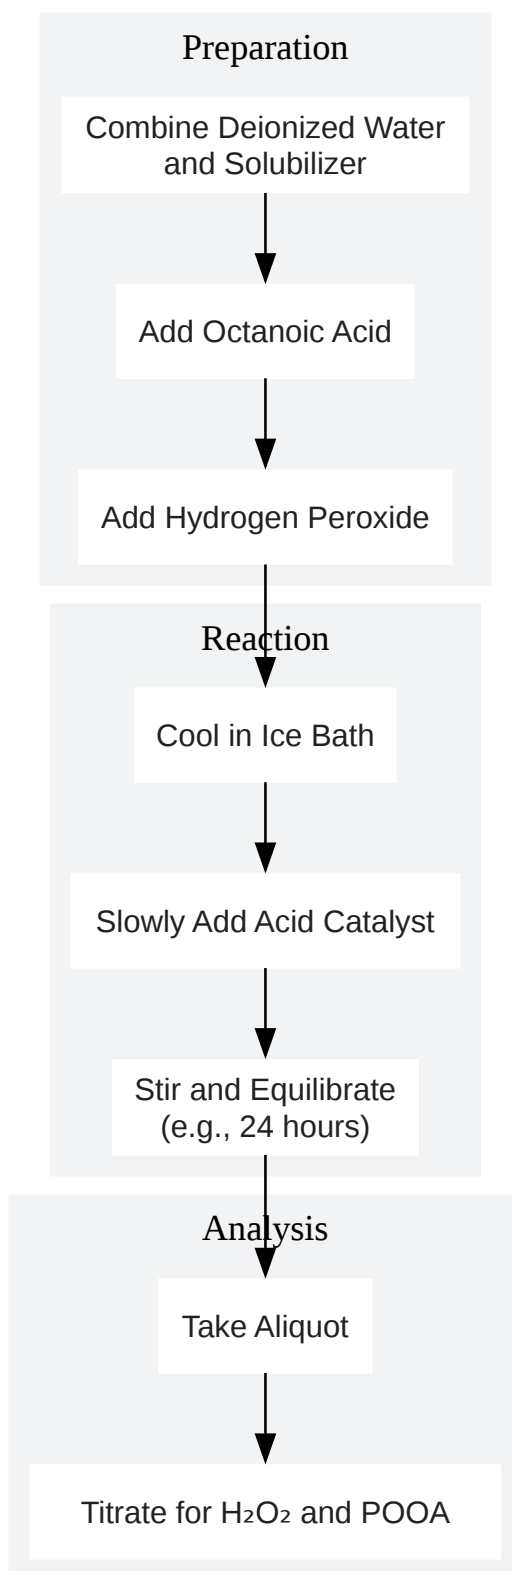 Preparation
Combine Deionized Water
and Solubilizer
Add Octanoic Acid
Add Hydrogen Peroxide
Reaction
Cool in Ice Bath
Slowly Add Acid Catalyst
Stir and Equilibrate
(e.g., 24 hours)
Analysis
Take Aliquot
Titrate for H₂O₂ and POOA